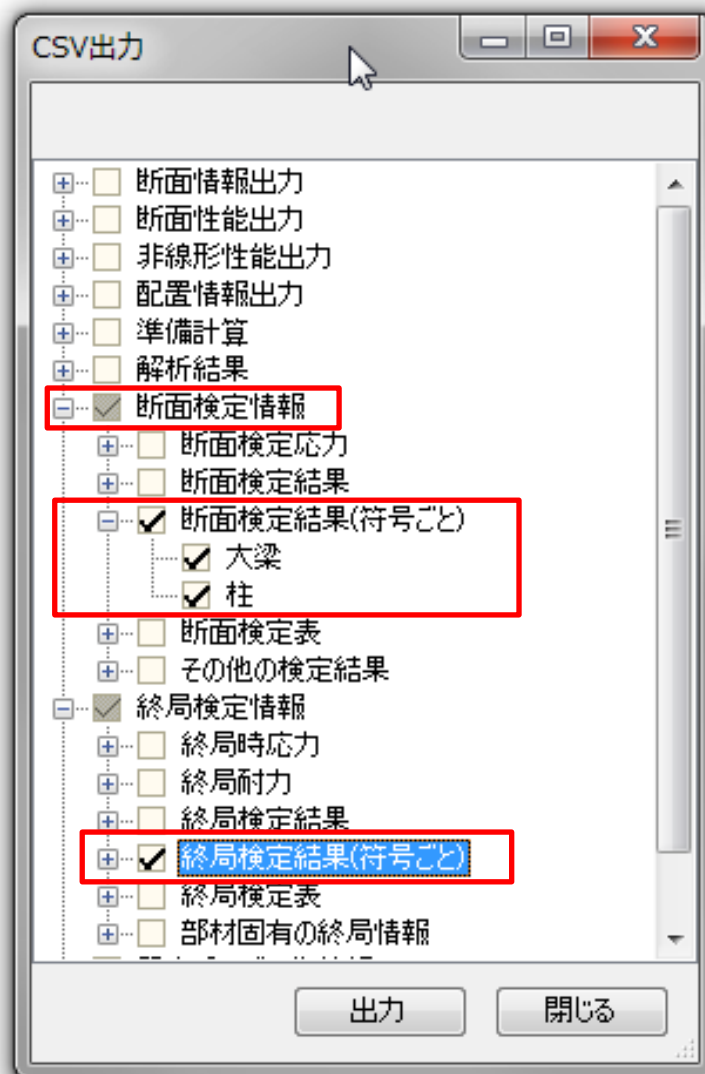 CSV出力
断面情報出力
断面性能出力
非線形性能出力
配置情報出力
準備計算
解析結果
断面検定情報
断面検定応力
断面検定結果
断面検定結果(符号ごと)
大梁
柱
断面検定表
その他の検定結果
終局検定情報
終局時応力
終局耐力
終局検定結果
終局検定結果(符号ごと)
終局検定表
部材固有の終局情報
出力
閉じる